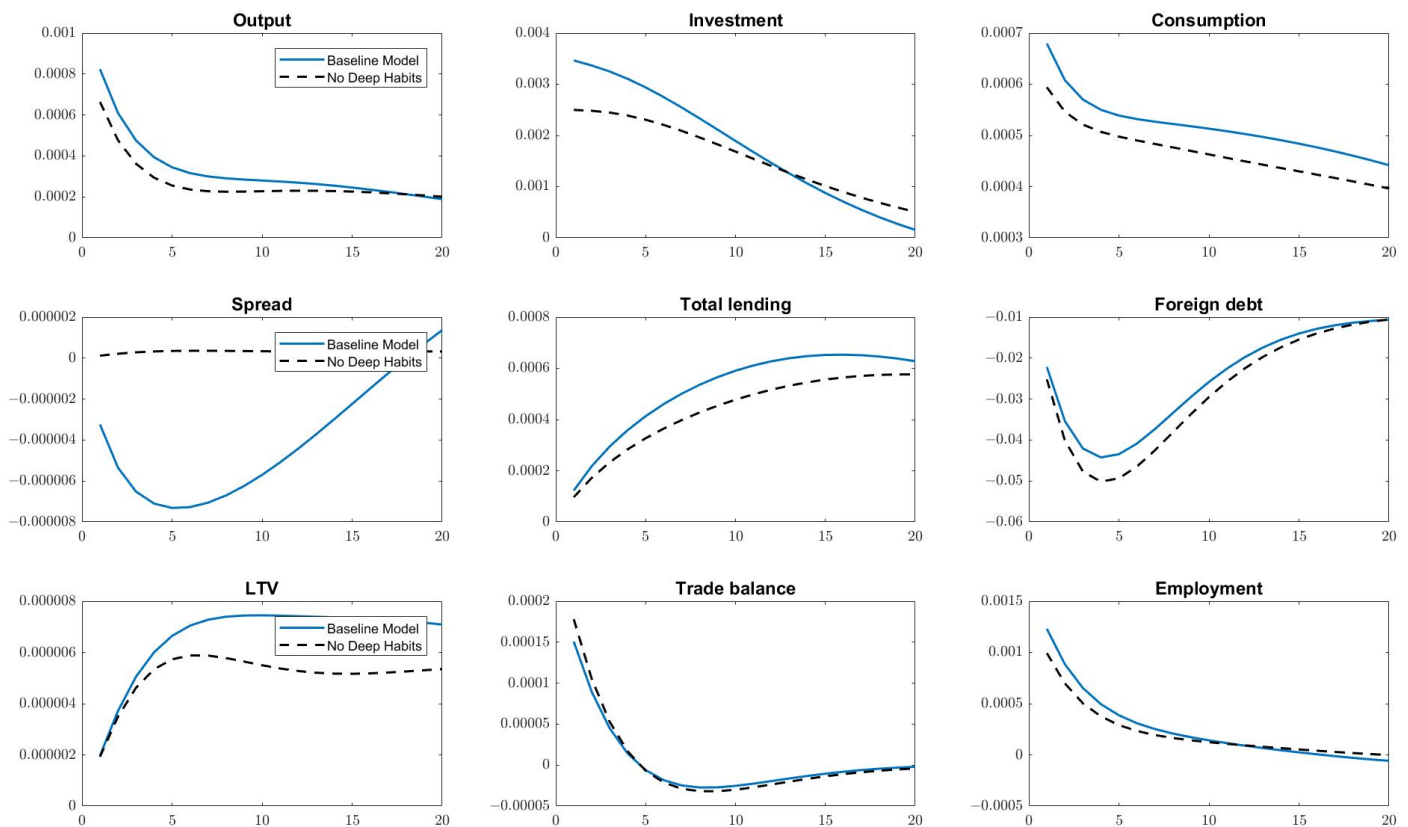 Output
0.001
0.0008
0.0006
0.0004
0.0002
0
0 5 10 15 20
Baseline Model
No Deep Habits
Investment
0.004
0.003
0.002
0.001
0
0 5 10 15 20
Consumption
0.0007
0.0006
0.0005
0.0004
0.0003
0 5 10 15 20
Spread
0.000002
0
−0.000002
−0.000004
−0.000006
−0.000008
0 5 10 15 20
Baseline Model
No Deep Habits
Total lending
0.0008
0.0006
0.0004
0.0002
0
0 5 10 15 20
Foreign debt
−0.01
−0.02
−0.03
−0.04
−0.05
−0.06
0 5 10 15 20
LTV
0.000008
0.000006
0.000004
0.000002
0
0 5 10 15 20
Baseline Model
No Deep Habits
Trade balance
0.0002
0.00015
0.0001
0.00005
0
−0.00005
0 5 10 15 20
Employment
0.0015
0.001
0.0005
0
−0.0005
0 5 10 15 20